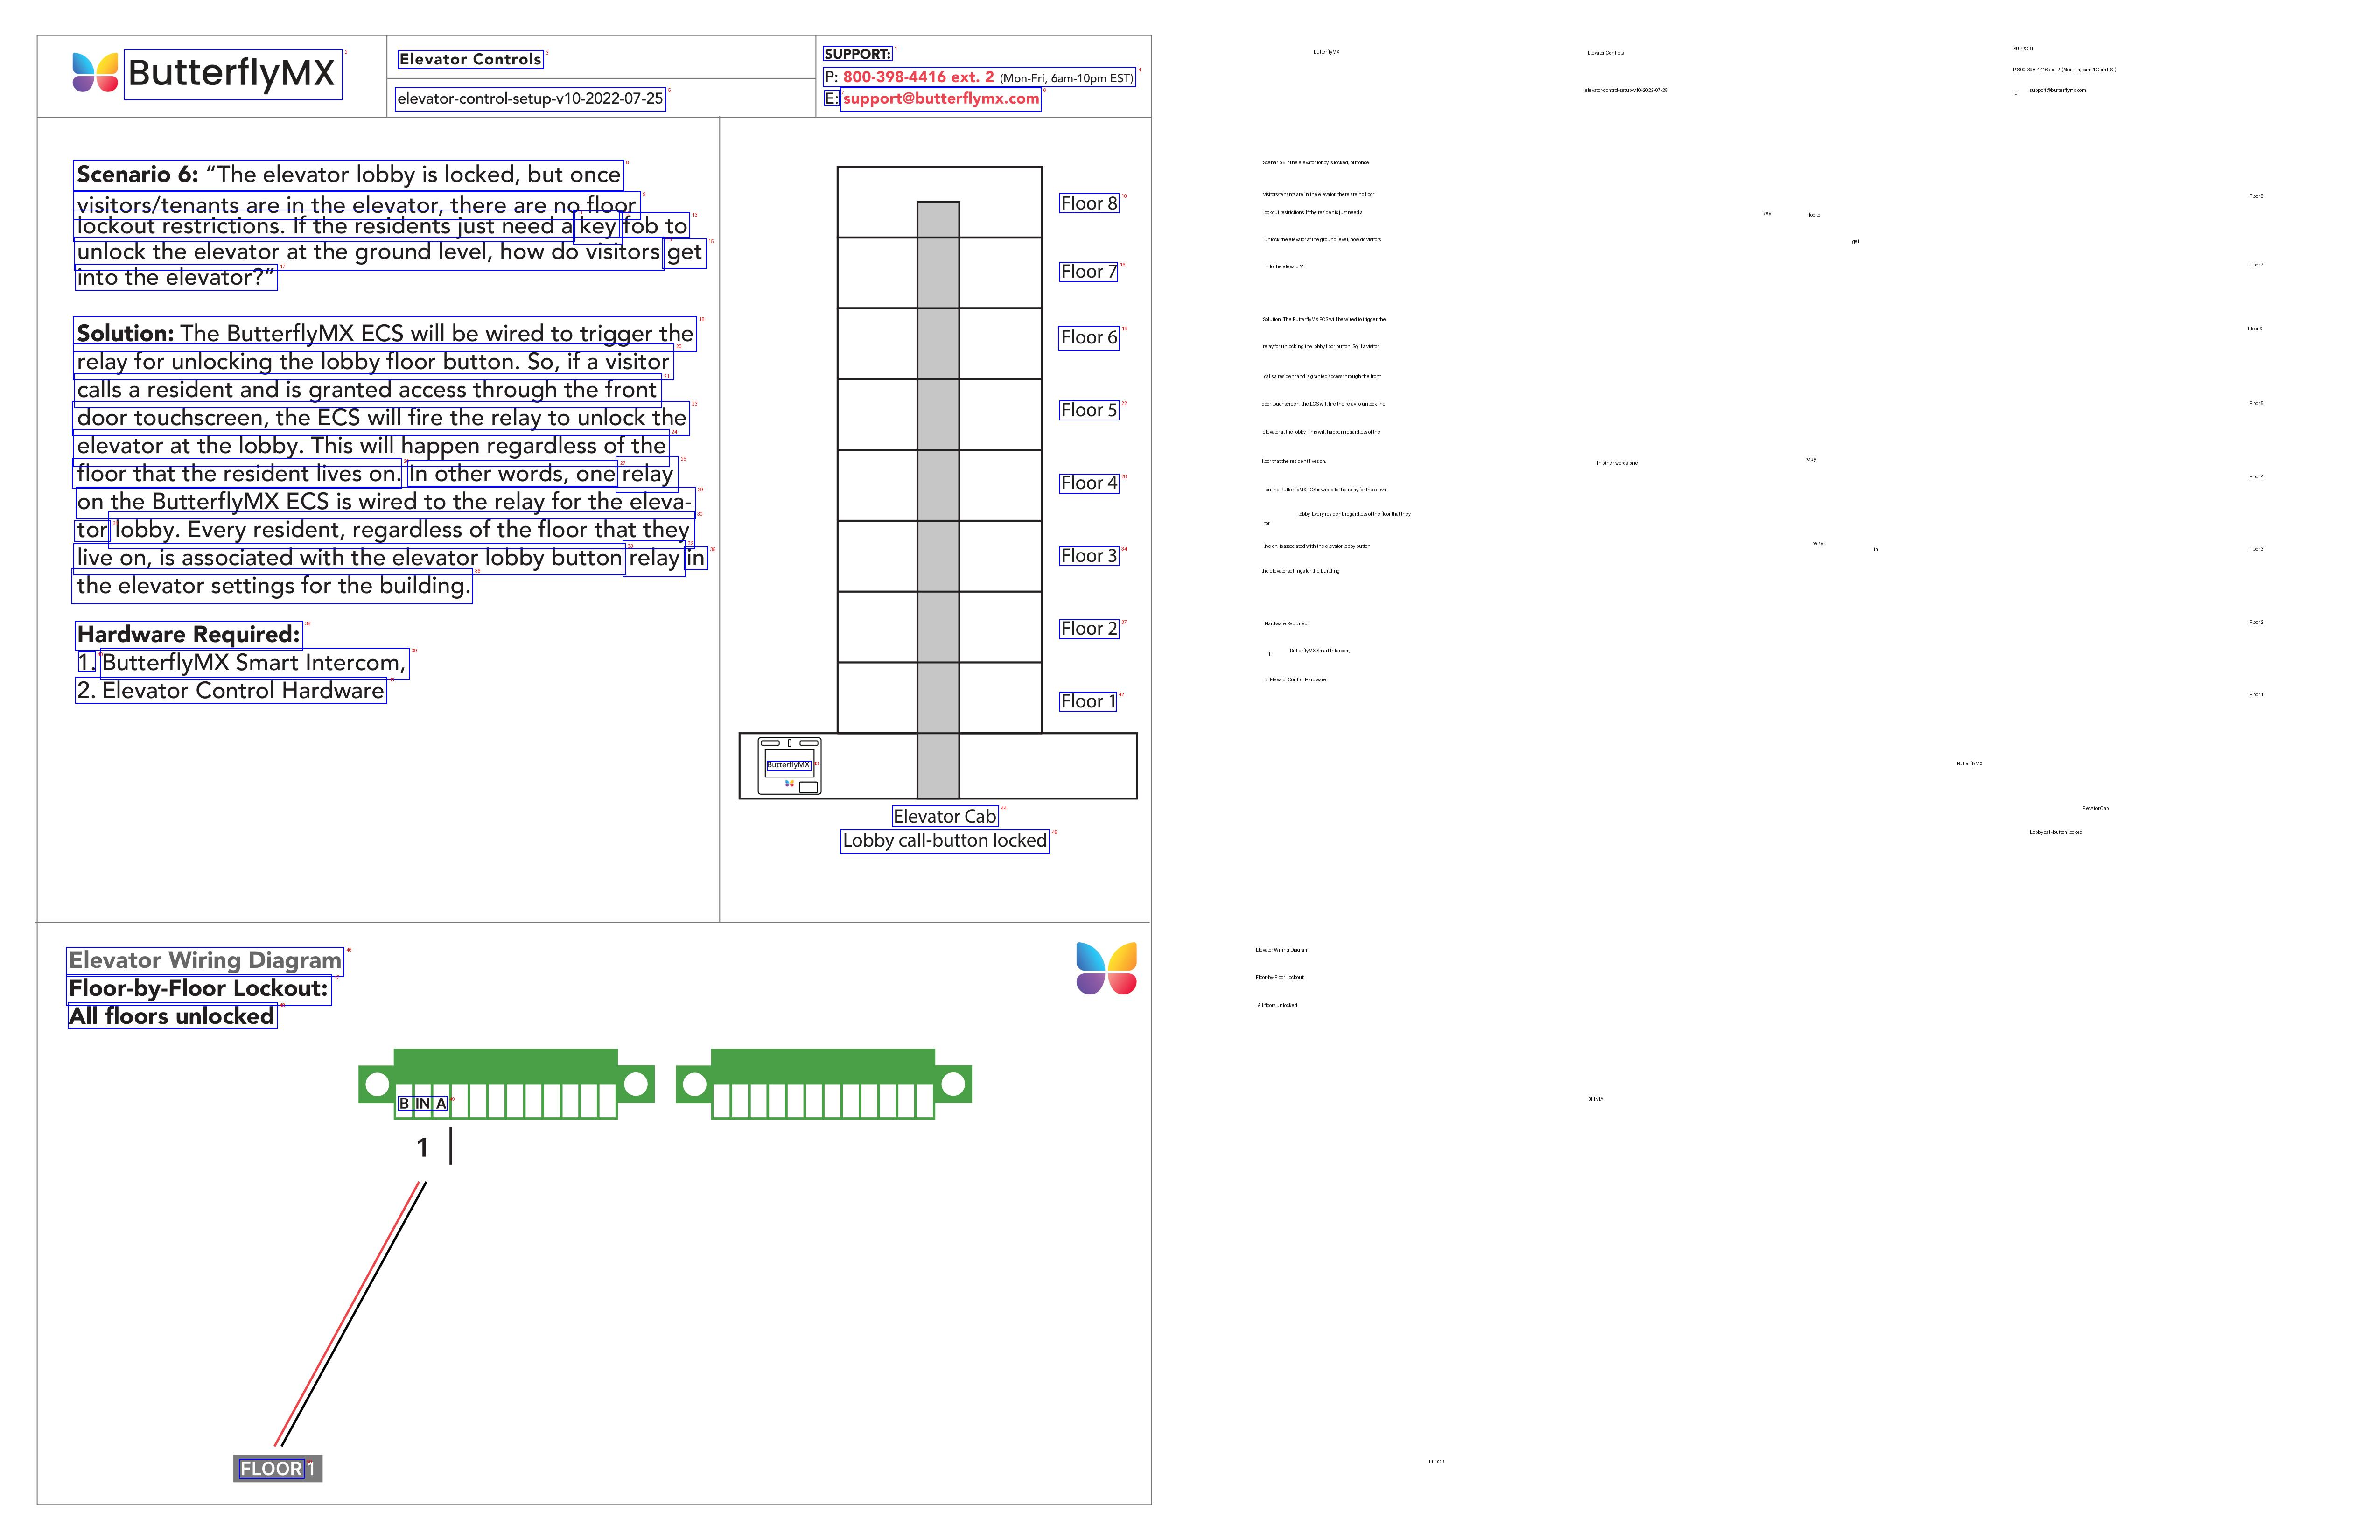 ButterflyMX
Elevator Controls
elevator-control-setup-v10-2022-07-25
SUPPORT:
P: 800-398-4416 ext. 2 (Mon-Fri, 6am-10pm EST)
E: support@butterflymx.com
Scenario 6: “The elevator lobby is locked, but once
visitors/tenants are in the elevator, there are no floor
lockout restrictions. If the residents just need a key fob to
unlock the elevator at the ground level, how do visitors get
into the elevator?”
Solution: The ButterflyMX ECS will be wired to trigger the
relay for unlocking the lobby floor button. So, if a visitor
calls a resident and is granted access through the front
door touchscreen, the ECS will fire the relay to unlock the
elevator at the lobby. This will happen regardless of the
floor that the resident lives on. In other words, one relay
on the ButterflyMX ECS is wired to the relay for the eleva-
tor lobby. Every resident, regardless of the floor that they
live on, is associated with the elevator lobby button relay in
the elevator settings for the building.
Hardware Required:
1. ButterflyMX Smart Intercom,
2. Elevator Control Hardware
Floor 8
Floor 7
Floor 6
Floor 5
Floor 4
Floor 3
Floor 2
Floor 1
ButterflyMX
Elevator Cab
Lobby call-button locked
Elevator Wiring Diagram
Floor-by-Floor Lockout:
All floors unlocked
B IN A
1
FLOOR 1
ButterflyMX
Elevator Controls
elevator-control-setup-v10-2022-07-25
SUPPORT:
P. 800-398-4416 ext. 2 (Mon-Fri, 6am-10pm EST)
E:
support@butterflymx.com
Scenario 6: "The elevator lobby is locked, but once
visitors/tenants are in the elevator, there are no floor
lockout restrictions. If the residents just need a
key
fob to
unlock the elevator at the ground level, how do visitors
get
into the elevator?"
Solution: The ButterflyMX ECS will be wired to trigger the
relay for unlocking the lobby floor button: So, if a visitor
calls a resident and is granted access through the front
door touchscreen, the ECS will fire the relay to unlock the
elevator at the lobby. This will happen regardless of the
floor that the resident lives on.
In other words, one
relay
on the ButterflyMX ECS is wired to the relay for the eleva-
tor
lobby: Every resident, regardless of the floor that they
live on, is associated with the elevator lobby button
relay
in
the elevator settings for the building:
Hardware Required:
1.
ButterflyMX Smart Intercom,
2. Elevator Control Hardware
Floor 8
Floor 7
Floor 6
Floor 5
Floor 4
Floor 3
Floor 2
Floor 1
ButterflyMX
Elevator Cab
Lobby call-button locked
Elevator Wiring Diagram
Floor-by-Floor Lockout:
All floors unlocked
FLOOR